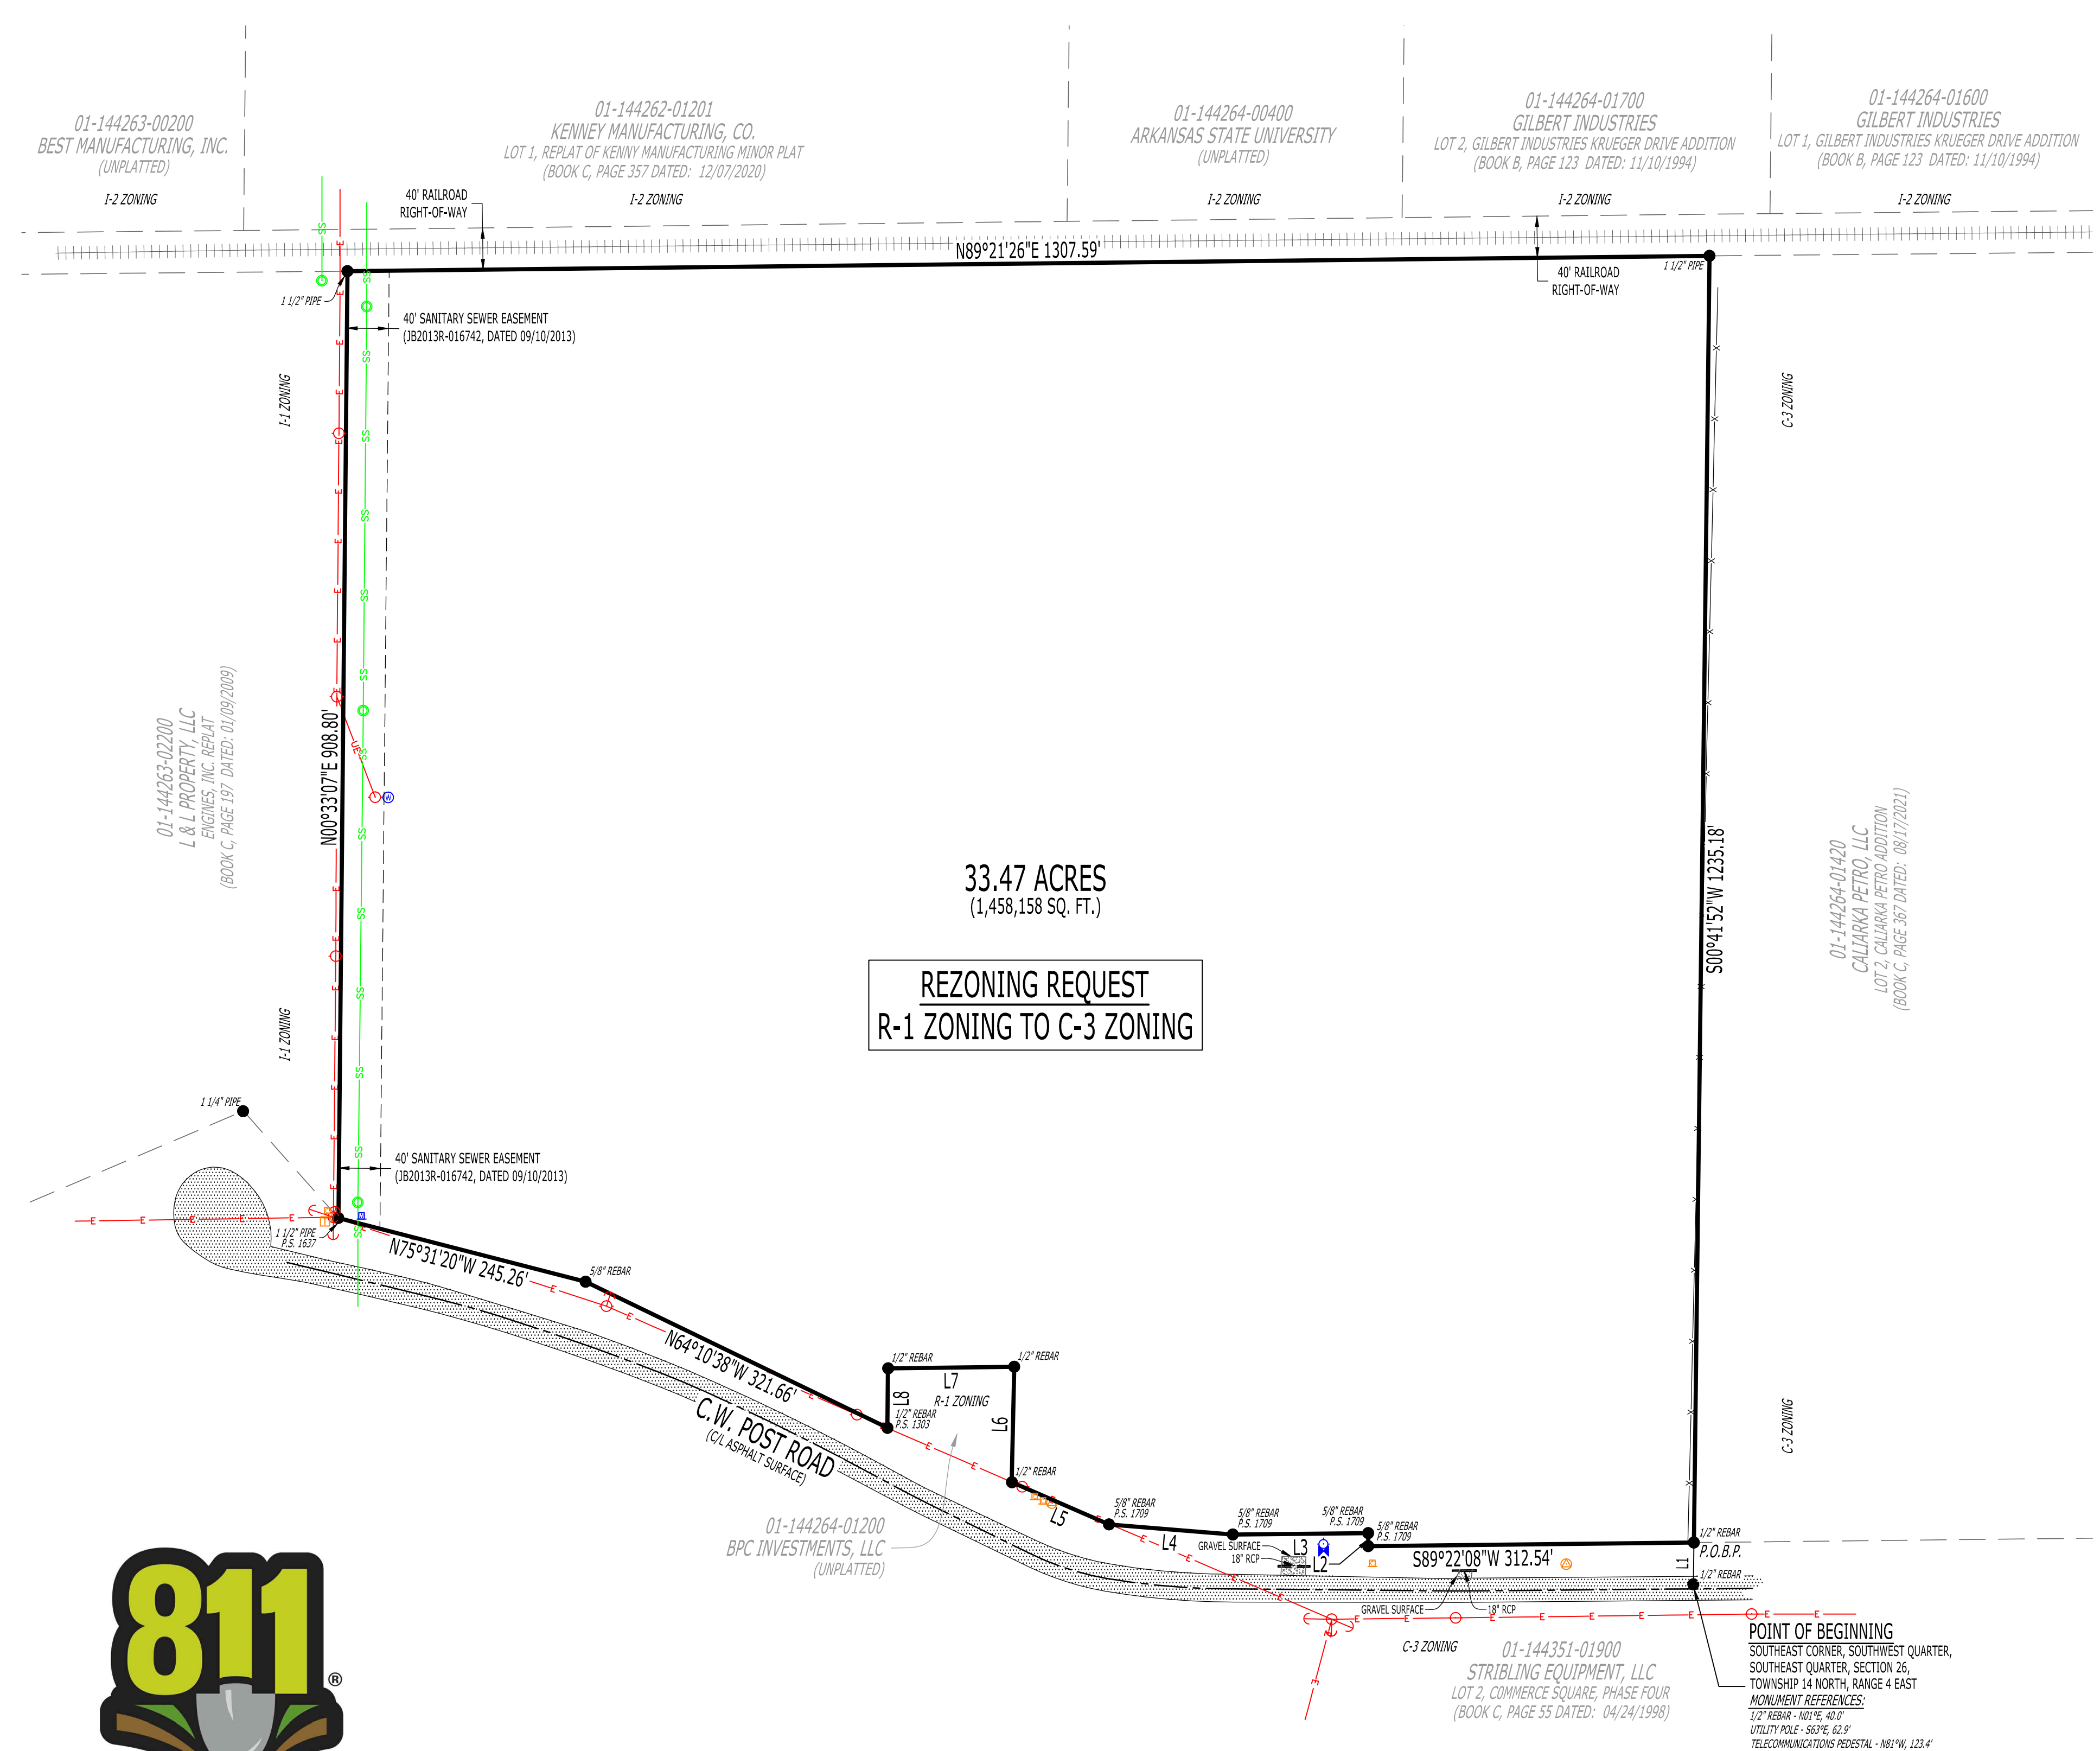 01-144263-00200
BEST MANUFACTURING, INC.
(UNPLATTED)
I-2 ZONING
01-144262-01201
KENNEY MANUFACTURING, CO.
LOT 1, REPLAT OF KENNY MANUFACTURING MINOR PLAT
(BOOK C, PAGE 357 DATED: 12/07/2020)
I-2 ZONING
01-144264-00400
ARKANSAS STATE UNIVERSITY
(UNPLATTED)
I-2 ZONING
01-144264-01700
GILBERT INDUSTRIES
LOT 2, GILBERT INDUSTRIES KRUEGER DRIVE ADDITION
(BOOK B, PAGE 123 DATED: 11/10/1994)
I-2 ZONING
01-144264-01600
GILBERT INDUSTRIES
LOT 1, GILBERT INDUSTRIES KRUEGER DRIVE ADDITION
(BOOK B, PAGE 123 DATED: 11/10/1994)
I-2 ZONING
40' RAILROAD
RIGHT-OF-WAY
N89°21'26"E 1307.59'
40' RAILROAD
RIGHT-OF-WAY
1 1/2" PIPE
1 1/2" PIPE
40' SANITARY SEWER EASEMENT
(JB2013R-016742, DATED 09/10/2013)
I-1 ZONING
C-3 ZONING
01-144263-02200
L & L PROPERTY, LLC
ENGINES, INC. REPLAT
(BOOK C, PAGE 197 DATED: 01/09/2009)
N00°33'07"E 908.80'
UE
W
33.47 ACRES
(1,458,158 SQ. FT.)
REZONING REQUEST
R-1 ZONING TO C-3 ZONING
S00°41'52"W 1235.18'
01-144264-01420
CALIARKA PETRO, LLC
LOT 2, CALIARKA PETRO ADDITION
(BOOK C, PAGE 367 DATED: 08/17/2021)
I-1 ZONING
1 1/4" PIPE
40' SANITARY SEWER EASEMENT
(JB2013R-016742, DATED 09/10/2013)
1 1/2" PIPE
P.S. 1637
N75°31'20"W 245.26'
5/8" REBAR
N64°10'38"W 321.66'
C.W. POST ROAD
(C/L ASPHALT SURFACE)
1/2" REBAR
1/2" REBAR
L7
R-1 ZONING
L8
L6
1/2" REBAR
P.S. 1303
1/2" REBAR
L5
01-144264-01200
BPC INVESTMENTS, LLC
(UNPLATTED)
5/8" REBAR
P.S. 1709
L4
5/8" REBAR
P.S. 1709
GRAVEL SURFACE
18" RCP
L3
L2
5/8" REBAR
P.S. 1709
5/8" REBAR
P.S. 1709
S89°22'08"W 312.54'
GRAVEL SURFACE
18" RCP
C-3 ZONING
1/2" REBAR
P.O.B.P.
L1
1/2" REBAR
C-3 ZONING
01-144351-01900
STRIBLING EQUIPMENT, LLC
LOT 2, COMMERCE SQUARE, PHASE FOUR
(BOOK C, PAGE 55 DATED: 04/24/1998)
POINT OF BEGINNING
SOUTHEAST CORNER, SOUTHWEST QUARTER,
SOUTHEAST QUARTER, SECTION 26,
TOWNSHIP 14 NORTH, RANGE 4 EAST
MONUMENT REFERENCES:
1/2" REBAR - N01°E, 40.0'
UTILITY POLE - S63°E, 62.9'
TELECOMMUNICATIONS PEDESTAL - N81°W, 123.4'
811
®